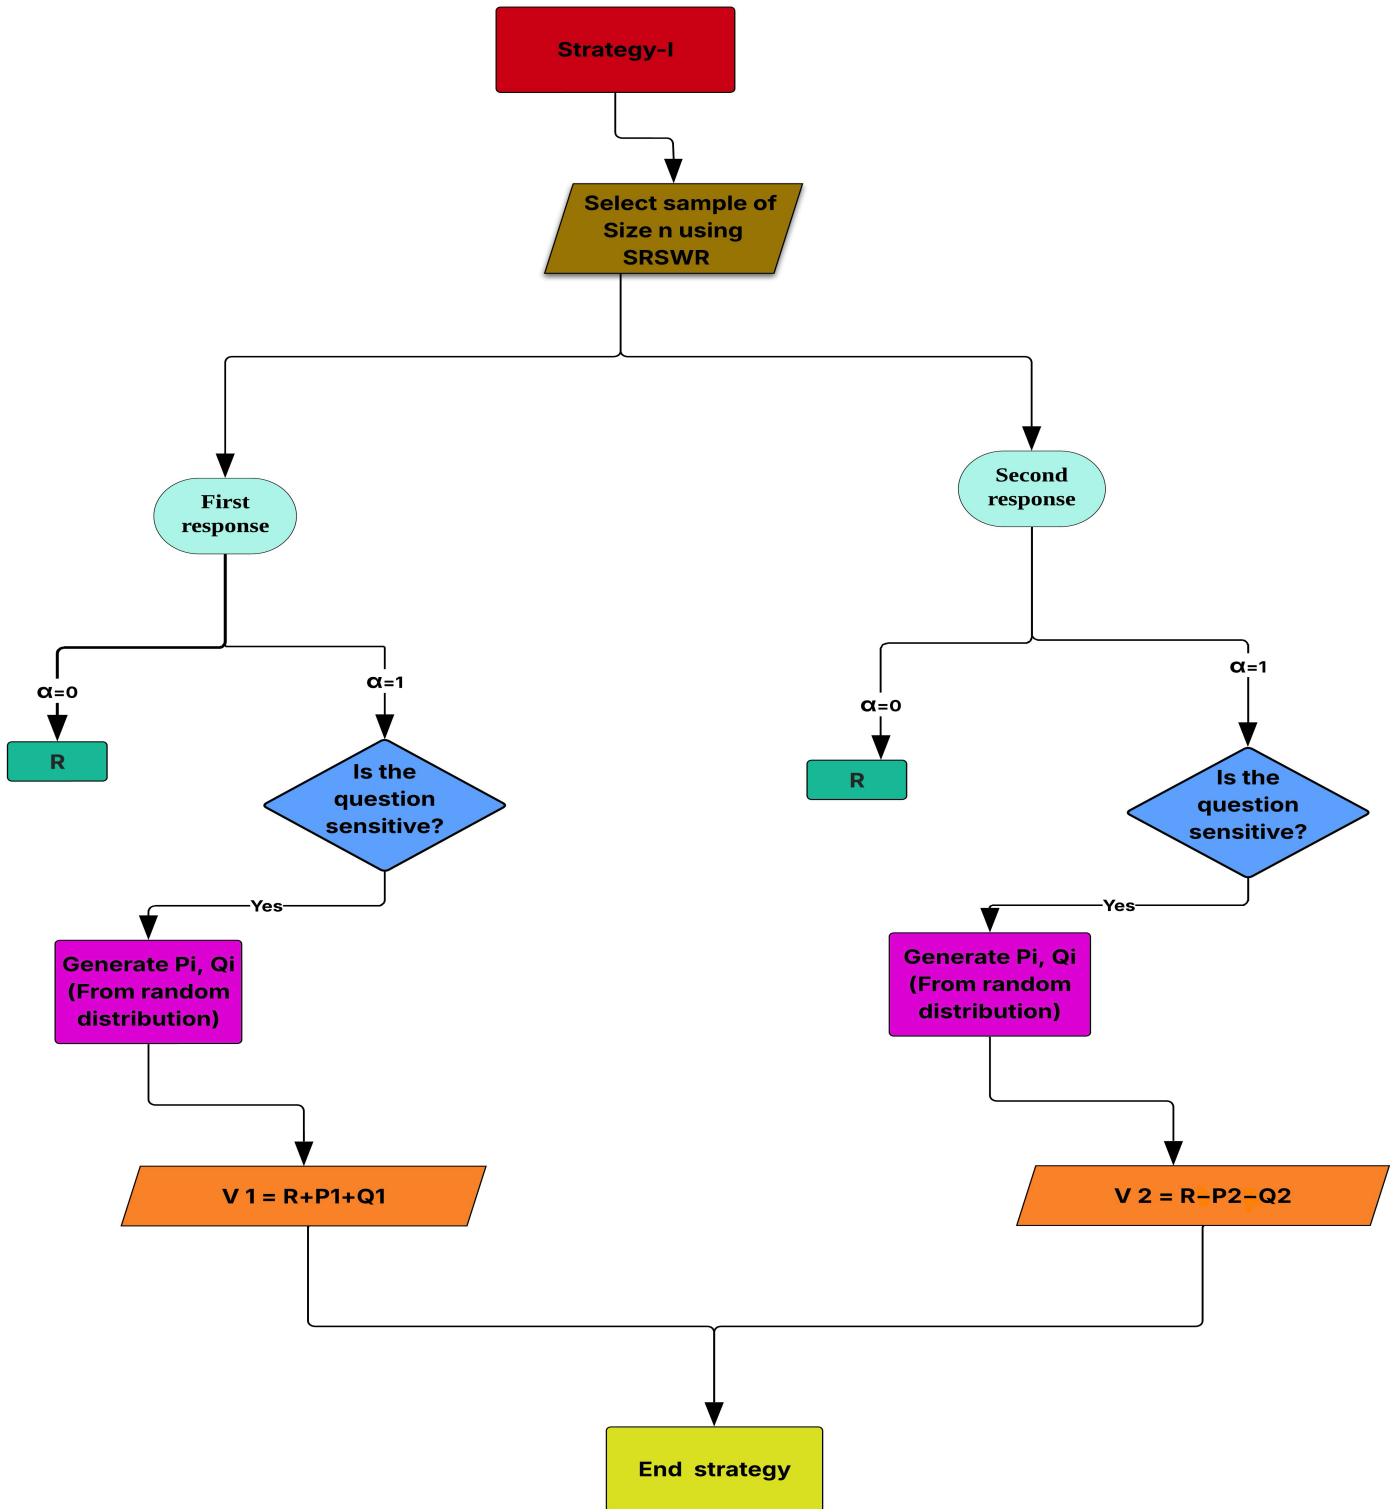 Strategy-I
Select sample of
Size n using
SRSWR
First
response
Second
response
α=0
α=1
α=0
α=1
R
Is the
question
sensitive?
R
Is the
question
sensitive?
Yes
Yes
Generate Pi, Qi
(From random
distribution)
Generate Pi, Qi
(From random
distribution)
V 1 = R+P1+Q1
V 2 = R−P2−Q2
End strategy